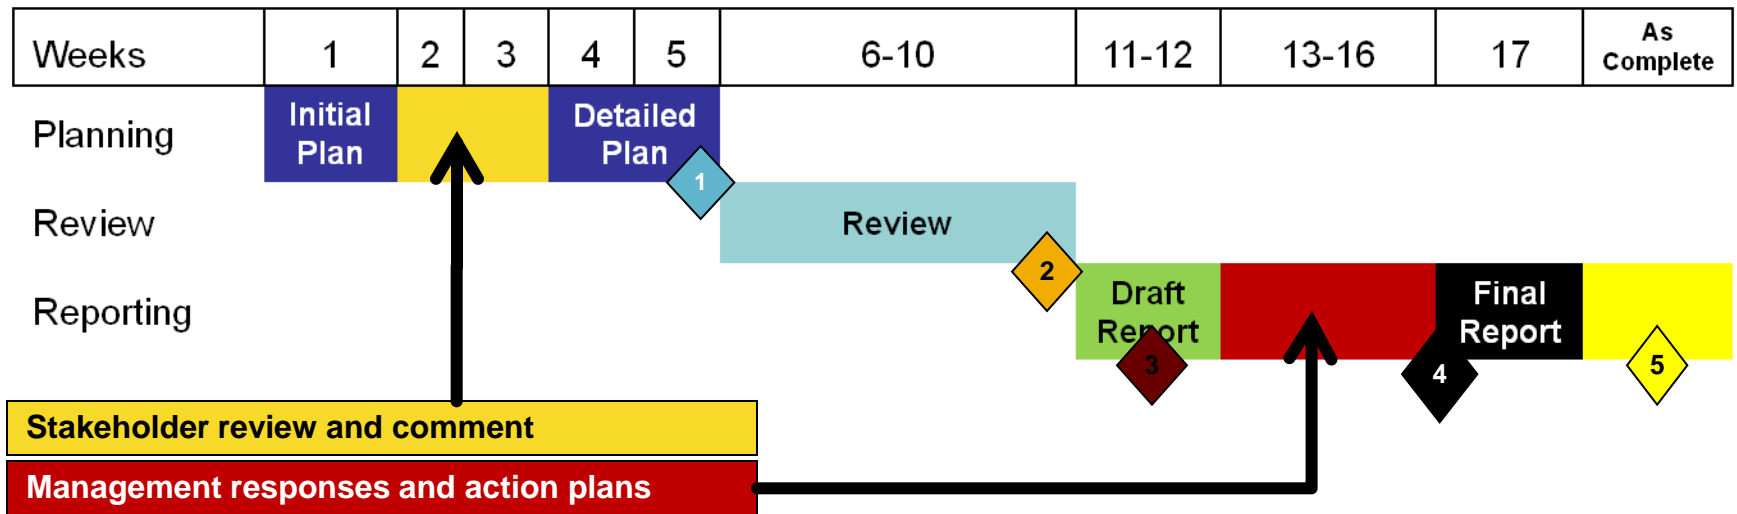 Weeks 1 2 3 4 5 6-10 11-12 13-16 17 As
Complete
Planning
Initial
Plan
Detailed
Plan
1
Review
Review
2
Reporting
Draft
Report
3
Final
Report
4
5
Stakeholder review and comment
Management responses and action plans